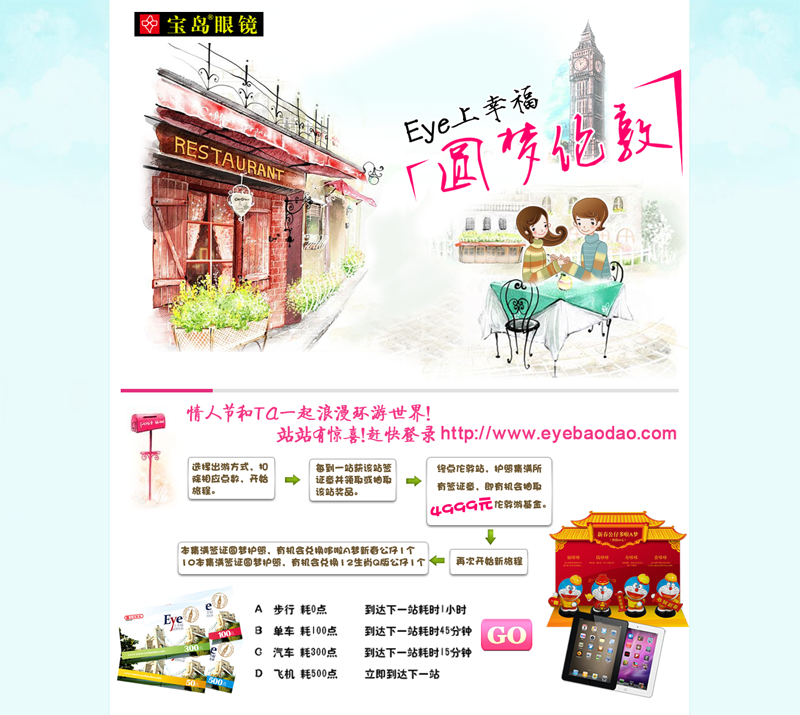 宝岛®眼镜
RESTAURANT
Eye上幸福
「圆梦伦敦」
情人节和TA一起浪漫环游世界!
站站有惊喜!赶快登录 http://www.eyebaodao.com
选择出游方式，扣
除相应点数，开始
旅程。
每到一站获该站签
证章并领取或抽取
该站奖品。
终点伦敦站，护照集满所
有签证章，即有机会抽取
4999元伦敦游基金。
本集满签证圆梦护照，有机会兑换哆啦A梦新春公仔1个
10本集满签证圆梦护照，有机会兑换12生肖Q版公仔1个
再次开始新旅程
新春公仔哆啦A梦
Eye
100
300
50
500
A 步行 耗0点 到达下一站耗时1小时
B 单车 耗100点 到达下一站耗时45分钟
C 汽车 耗300点 到达下一站耗时15分钟
D 飞机 耗500点 立即到达下一站
GO